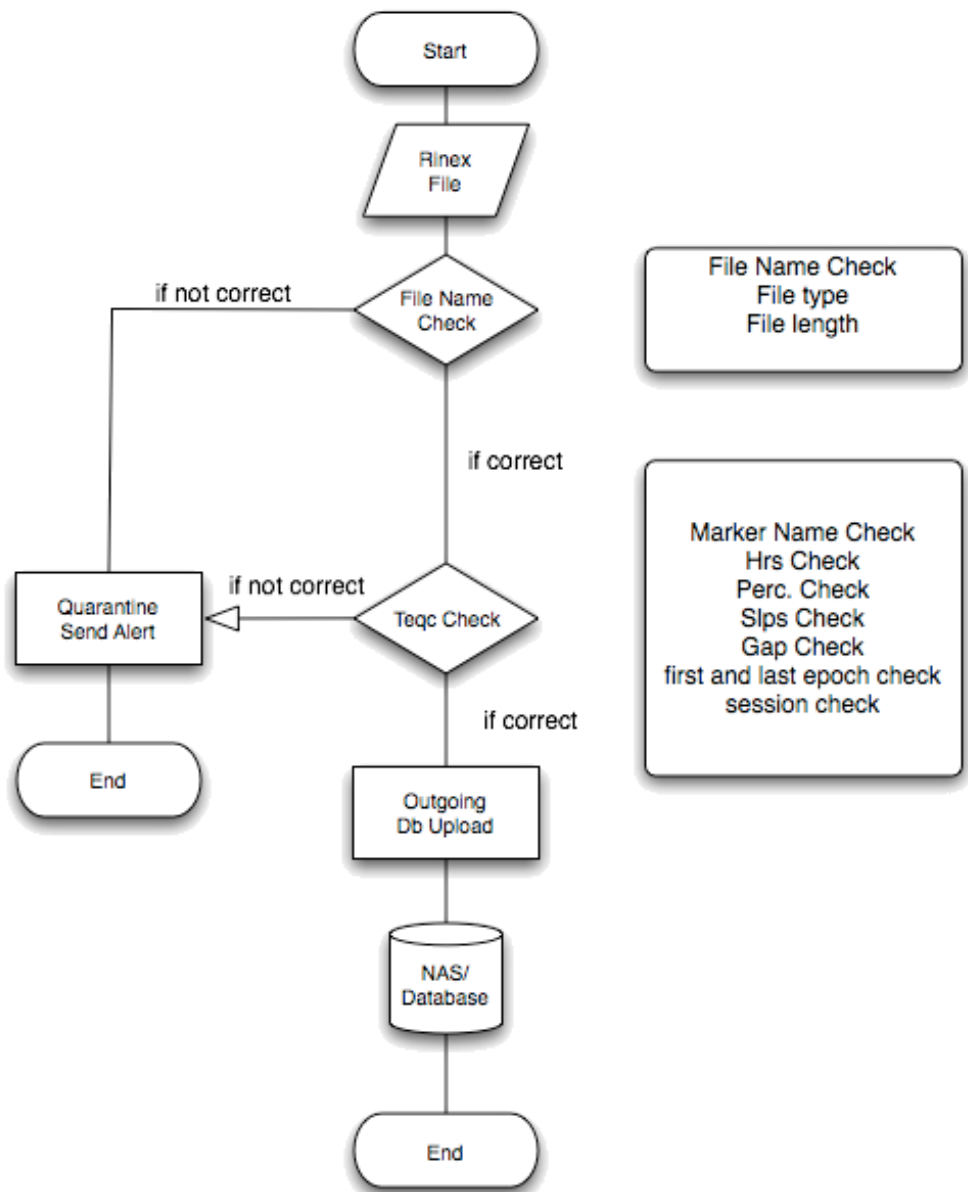 Start
Rinex
File
if not correct
File Name
Check
File Name Check
File type
File length
if correct
Marker Name Check
Hrs Check
Perc. Check
Slps Check
Gap Check
first and last epoch check
session check
if not correct
Quarantine
Send Alert
Teqc Check
if correct
End
Outgoing
Db Upload
NAS/
Database
End